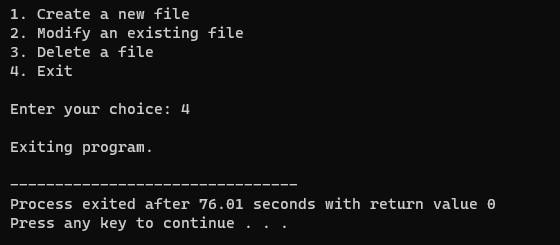 1. Create a new file
2. Modify an existing file
3. Delete a file
4. Exit
Enter your choice: 4
Exiting program.
--------------------------------
Process exited after 76.01 seconds with return value 0
Press any key to continue . . .